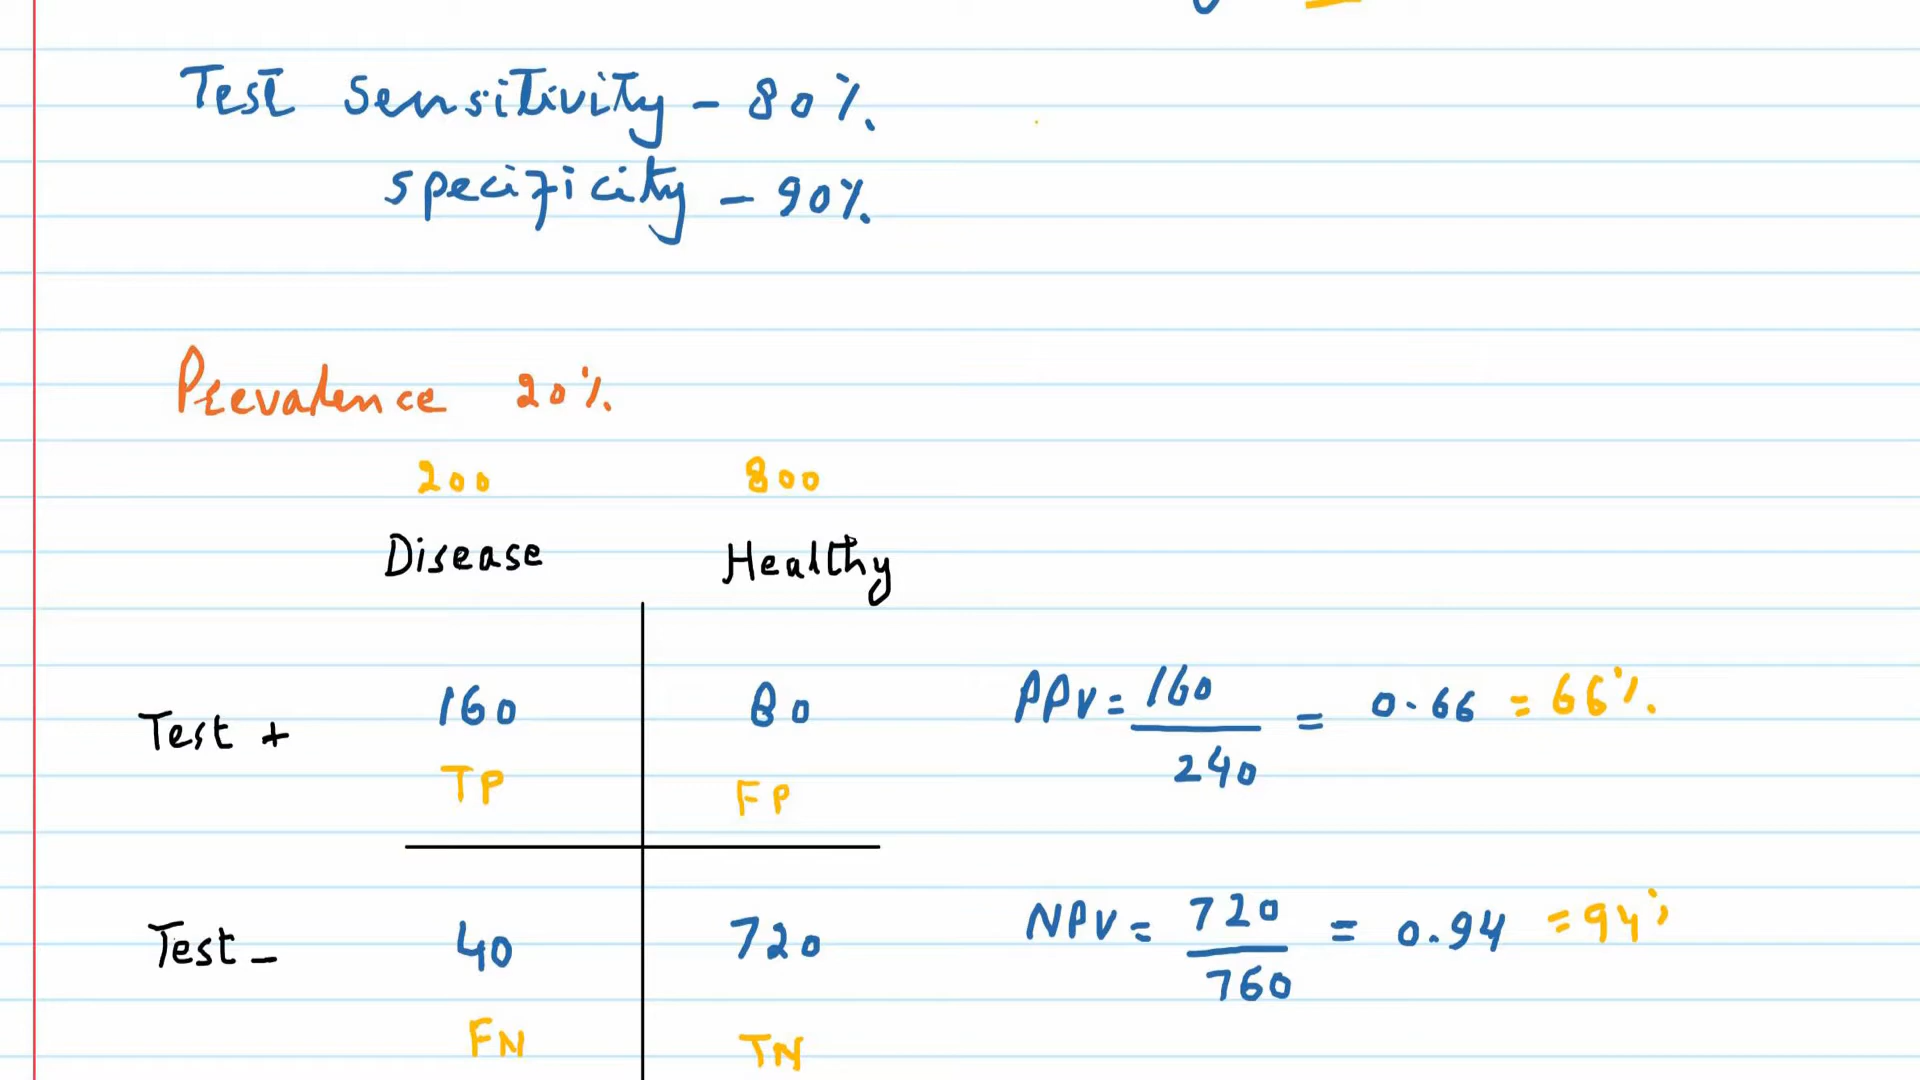 Test Sensitivity - 80%.
specificity - 90%.
Prevalence 20%.
200 800
Disease Healthy
Test + 160 80 PPV = 160/240 = 0.66 = 66%.
TP FP
Test - 40 720 NPV = 720/760 = 0.94 = 94%
FN TN